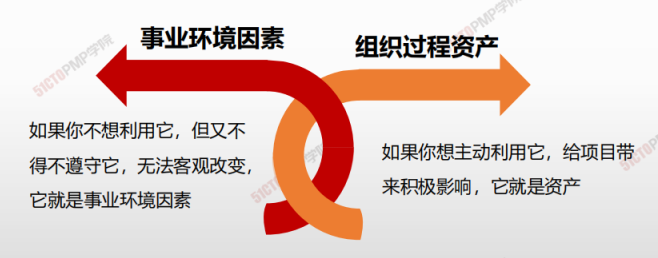 事业环境因素
组织过程资产
如果你不想利用它，但又不
得不遵守它，无法客观改变，
它就是事业环境因素
如果你想主动利用它，给项目带
来积极影响，它就是资产
51CTOPMP学院
51CTOPMP学院
51CTOPMP学院